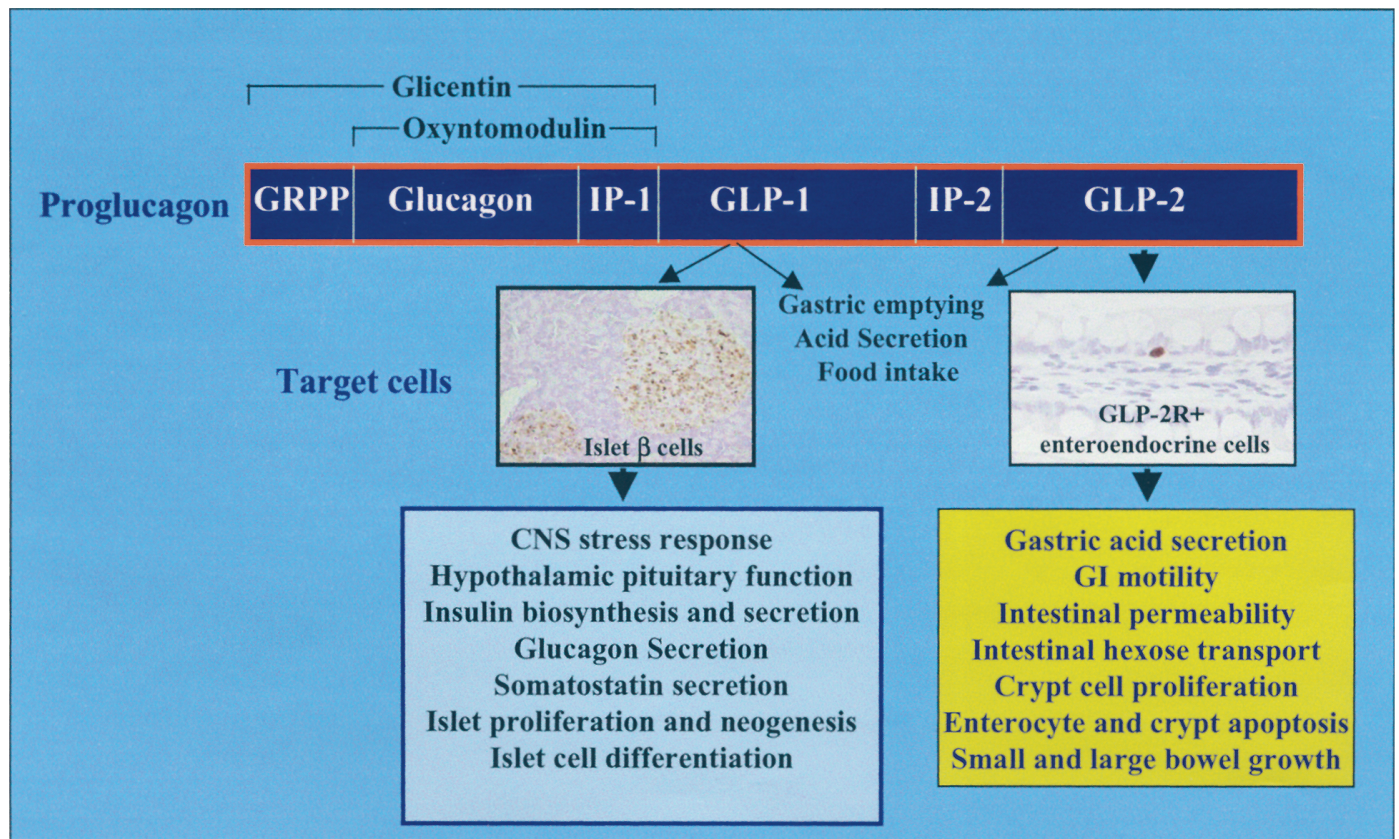 Glicentin
Oxyntomodulin
Proglucagon
GRPP Glucagon IP-1 GLP-1 IP-2 GLP-2
Gastric emptying
Acid Secretion
Food intake
Target cells
Islet β cells
GLP-2R+
enteroendocrine cells
CNS stress response
Hypothalamic pituitary function
Insulin biosynthesis and secretion
Glucagon Secretion
Somatostatin secretion
Islet proliferation and neogenesis
Islet cell differentiation
Gastric acid secretion
GI motility
Intestinal permeability
Intestinal hexose transport
Crypt cell proliferation
Enterocyte and crypt apoptosis
Small and large bowel growth